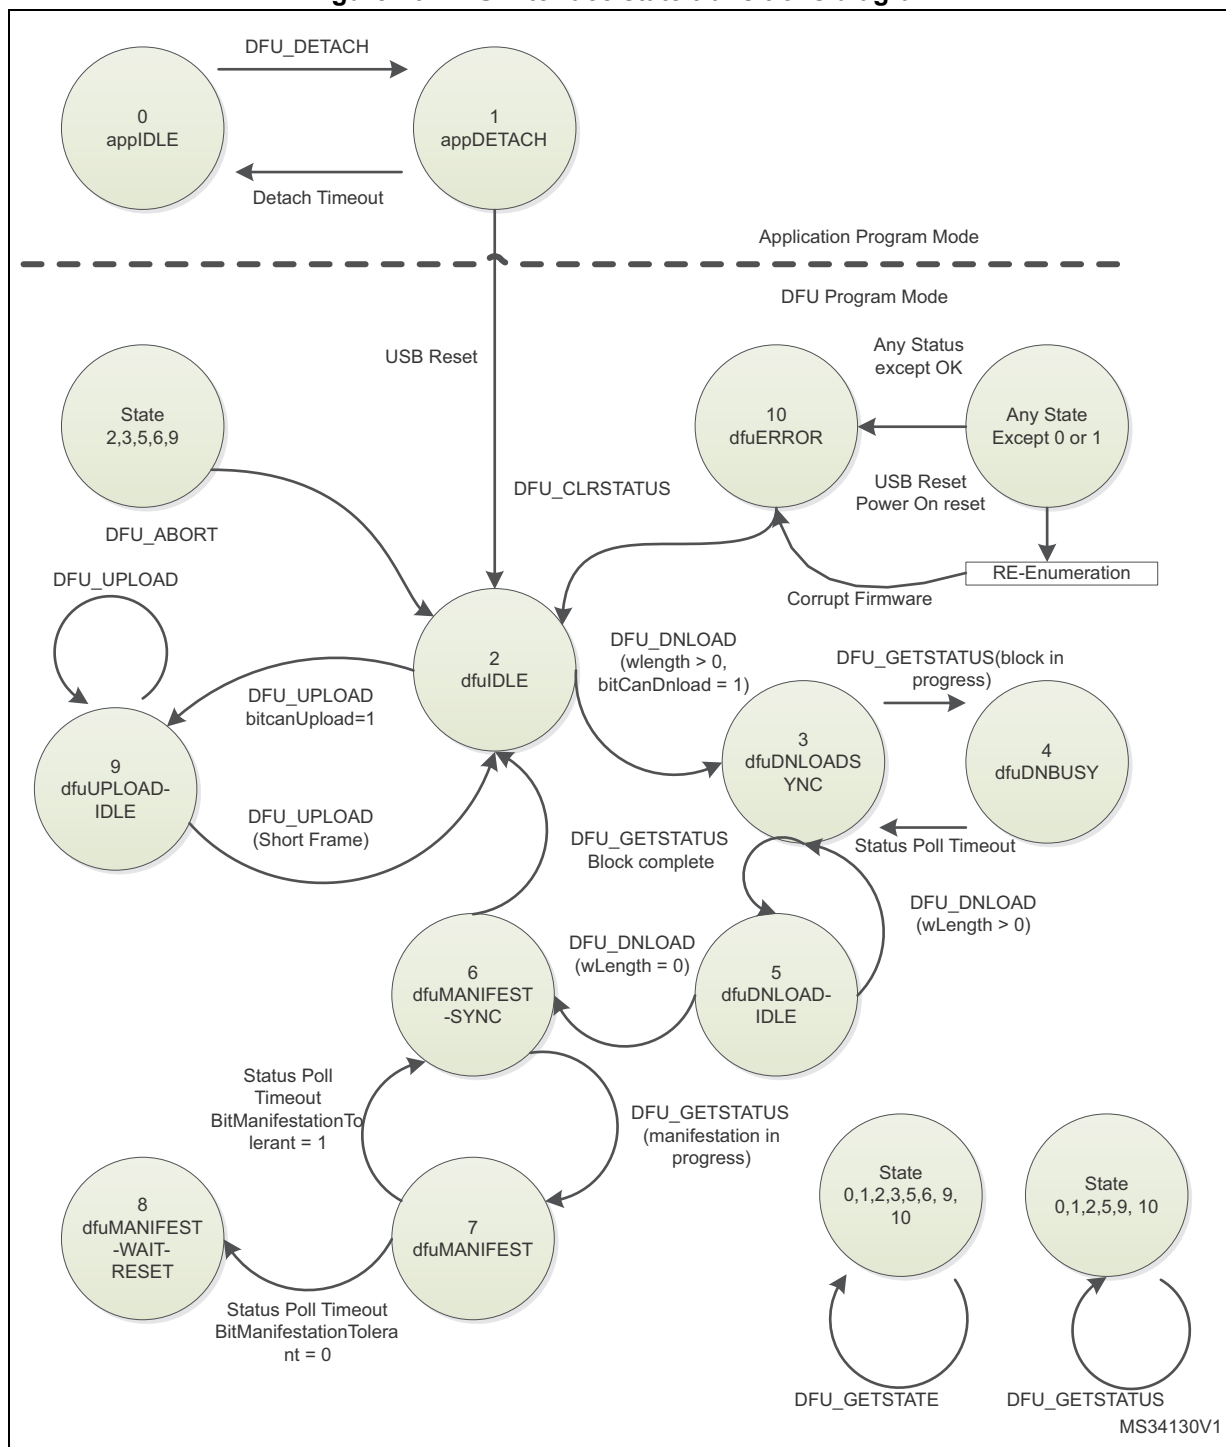 DFU_DETACH
0
appIDLE
1
appDETACH
Detach Timeout
Application Program Mode
DFU Program Mode
USB Reset
Any Status
except OK
State
2,3,5,6,9
10
dfuERROR
Any State
Except 0 or 1
USB Reset
Power On reset
DFU_CLRSTATUS
DFU_ABORT
RE-Enumeration
Corrupt Firmware
DFU_UPLOAD
2
dfuIDLE
DFU_DNLOAD
(wlength > 0,
bitCanDnload = 1)
DFU_GETSTATUS(block in
progress)
DFU_UPLOAD
bitcanUpload=1
3
dfuDNLOADS
YNC
4
dfuDNBUSY
9
dfuUPLOAD-
IDLE
DFU_UPLOAD
(Short Frame)
DFU_GETSTATUS
Block complete
Status Poll Timeout
DFU_DNLOAD
(wLength > 0)
DFU_DNLOAD
(wLength = 0)
6
dfuMANIFEST
-SYNC
5
dfuDNLOAD-
IDLE
Status Poll
Timeout
BitManifestationTo
lerant = 1
DFU_GETSTATUS
(manifestation in
progress)
8
dfuMANIFEST
-WAIT-
RESET
7
dfuMANIFEST
State
0,1,2,3,5,6, 9,
10
State
0,1,2,5,9, 10
Status Poll Timeout
BitManifestationTolera
nt = 0
DFU_GETSTATE
DFU_GETSTATUS
MS34130V1